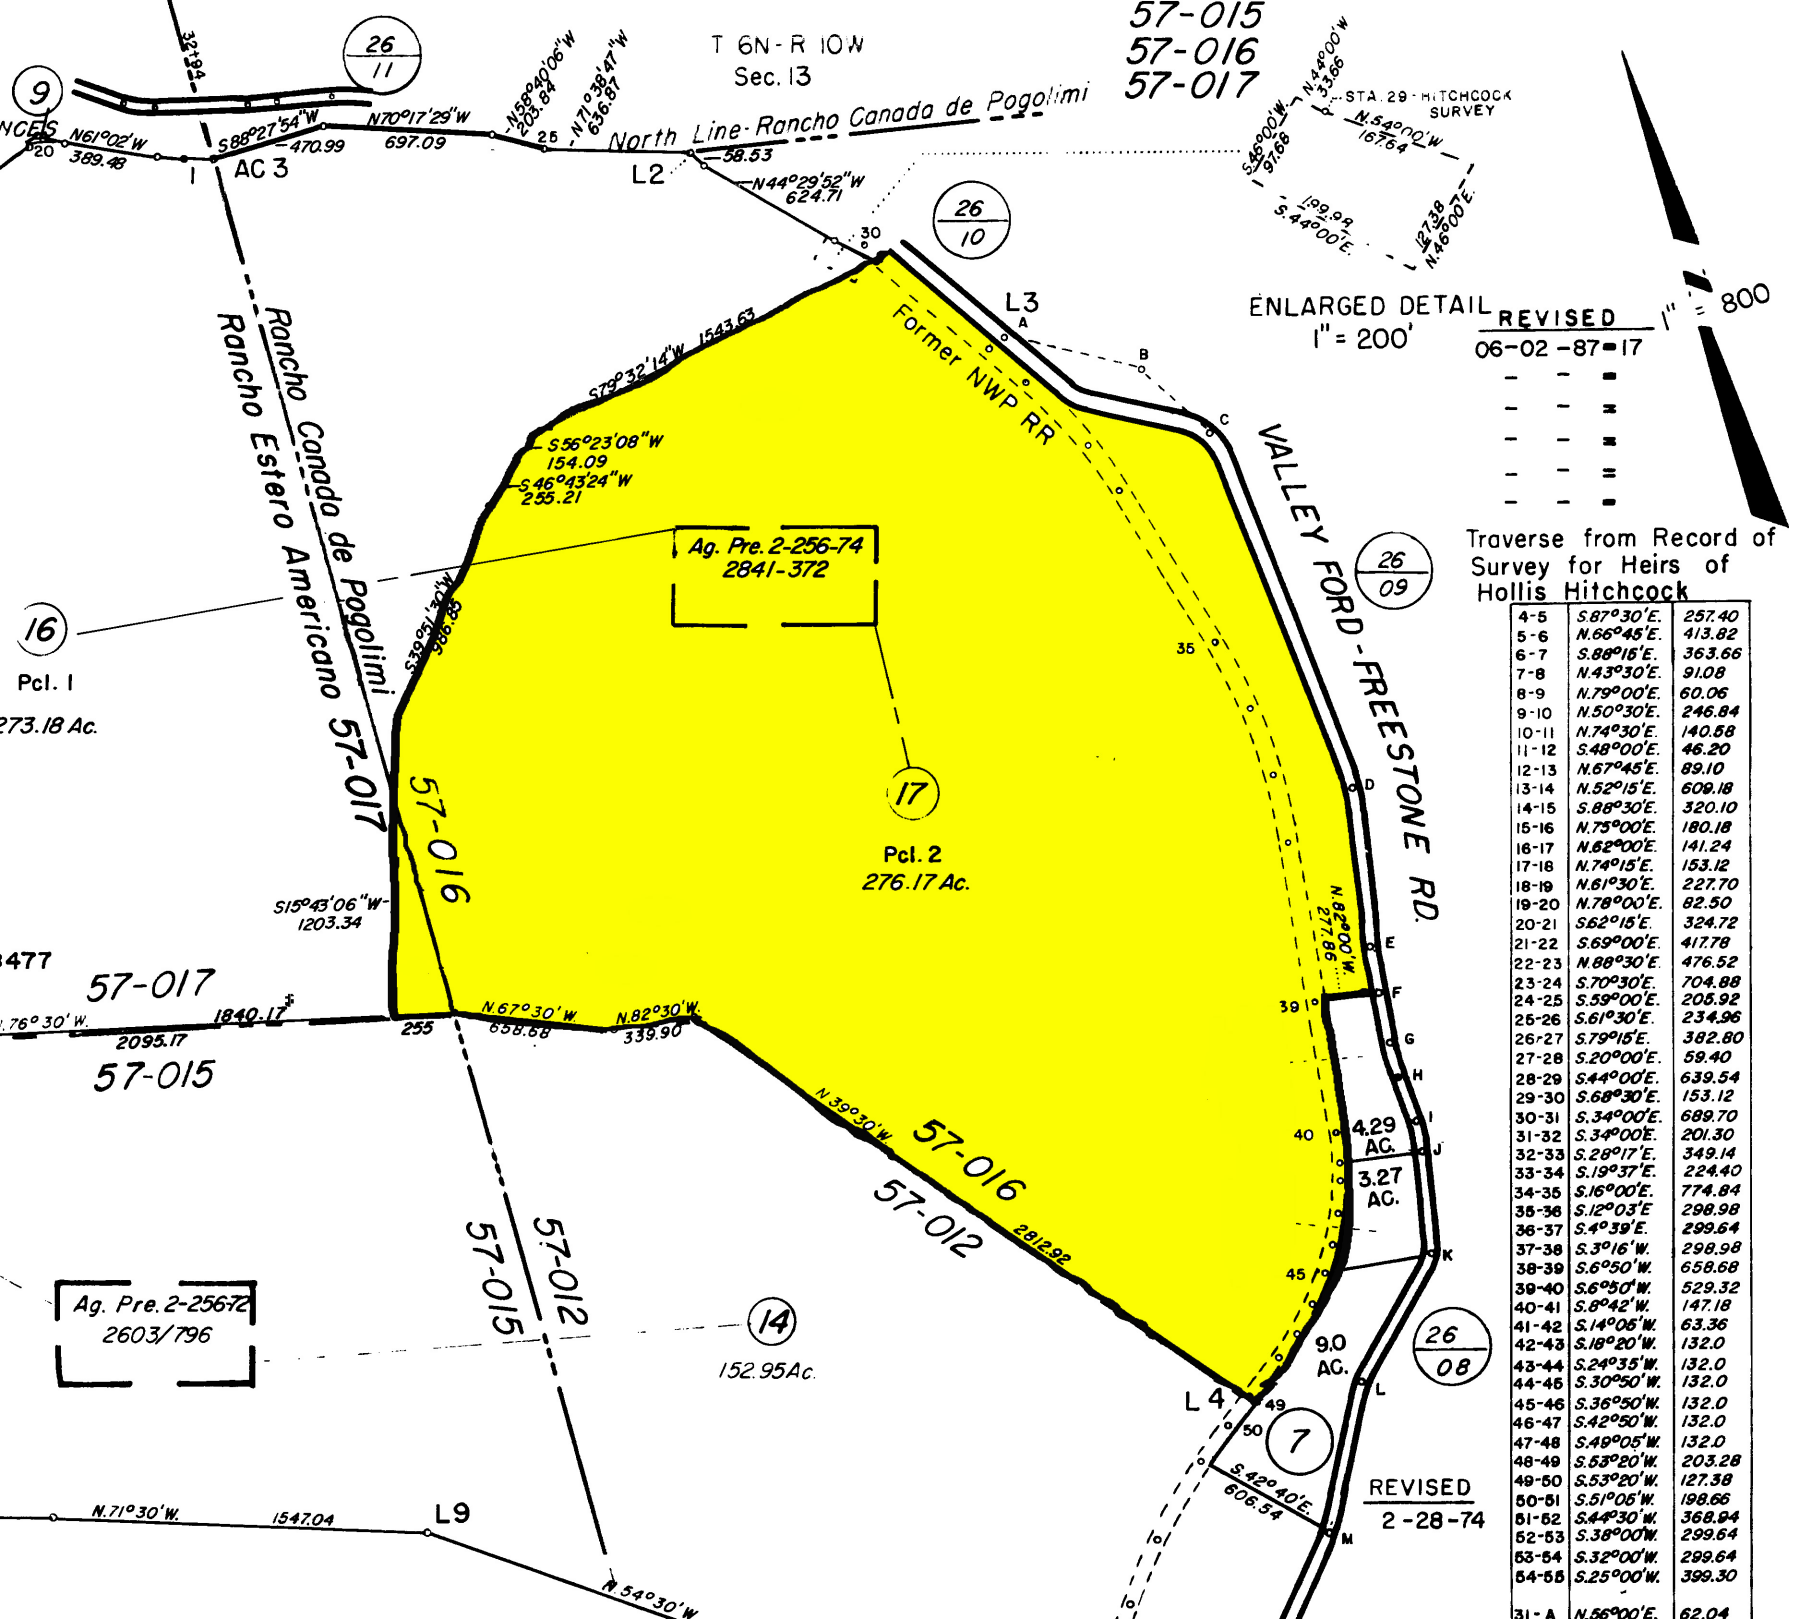 57-015
57-016
57-017
T 6N-R 10W
Sec. 13
26
11
9
32+94
N61°02'W
389.48
20
1
AC 3
S88°27'54"W
470.99
N70°17'29"W
697.09
N58°40'06"W
203.84
25
N71°38'47"W
636.87
North Line-Rancho Canada de Pogolimi
58.53
L2
N44°29'52"W
624.71
30
26
10
N.44°00'W
33.66
STA. 29-HITCHCOCK
SURVEY
S46°00'W.
97.68
N.54°00'W
167.64
199.98
S.44°00'E.
127.38
N.46°00'E.
ENLARGED DETAIL
1" = 200'
REVISED
06-02-87=17
1" = 800
L3
A
B
C
Former NWP RR
VALLEY FORD-FREESTONE RD.
1543.63
S79°32'14"W
S56°23'08"W
154.09
S46°43'24"W
255.21
S39°51'30"W
986.85
Rancho Canada de Pogolimi
Rancho Estero Americano
57-017
57-016
Ag. Pre. 2-256-74
2841-372
16
Pcl. 1
273.18 Ac.
17
Pcl. 2
276.17 Ac.
35
26
09
D
E
F
G
H
I
J
K
L
M
N.82°00'W.
277.86
39
S15°43'06"W
1203.34
477
57-017
.76°30'W.
1840.17
2095.17
57-015
255
N.67°30'W.
658.68
N.82°30'W.
339.90
N.39°30'W.
2812.92
57-016
57-012
40
4.29
AC.
3.27
AC.
45
9.0
AC.
57-012
57-015
Ag. Pre. 2-256-72
2603/796
14
152.95 Ac.
26
08
L 4
49
50
7
S.42°40'E.
606.54
REVISED
2-28-74
N.71°30'W.
1547.04
L9
N.54°30'W
Traverse from Record of
Survey for Heirs of
Hollis Hitchcock
4-5 S.87°30'E. 257.40
5-6 N.66°45'E. 413.82
6-7 S.88°15'E. 363.66
7-8 N.43°30'E. 91.08
8-9 N.79°00'E. 60.06
9-10 N.50°30'E. 246.84
10-11 N.74°30'E. 140.58
11-12 S.48°00'E. 46.20
12-13 N.67°45'E. 89.10
13-14 N.52°15'E. 609.18
14-15 S.88°30'E. 320.10
15-16 N.75°00'E. 180.18
16-17 N.62°00'E. 141.24
17-18 N.74°15'E. 153.12
18-19 N.61°30'E. 227.70
19-20 N.78°00'E. 82.50
20-21 S.62°15'E. 324.72
21-22 S.69°00'E. 417.78
22-23 N.88°30'E. 476.52
23-24 S.70°30'E. 704.88
24-25 S.59°00'E. 205.92
25-26 S.61°30'E. 234.96
26-27 S.79°15'E. 382.80
27-28 S.20°00'E. 59.40
28-29 S.44°00'E. 639.54
29-30 S.68°30'E. 153.12
30-31 S.34°00'E. 689.70
31-32 S.34°00'E. 201.30
32-33 S.28°17'E. 349.14
33-34 S.19°37'E. 224.40
34-35 S.16°00'E. 774.84
35-36 S.12°03'E 298.98
36-37 S.4°39'E. 299.64
37-38 S.3°16'W. 298.98
38-39 S.6°50'W. 658.68
39-40 S.6°50'W. 529.32
40-41 S.8°42'W. 147.18
41-42 S.14°05'W. 63.36
42-43 S.18°20'W. 132.0
43-44 S.24°35'W. 132.0
44-45 S.30°50'W. 132.0
45-46 S.36°50'W. 132.0
46-47 S.42°50'W. 132.0
47-48 S.49°05'W. 132.0
48-49 S.53°20'W. 203.28
49-50 S.53°20'W. 127.38
50-51 S.51°05'W. 198.66
51-52 S.44°30'W. 368.94
52-53 S.38°00'W. 299.64
53-54 S.32°00'W. 299.64
54-55 S.25°00'W. 399.30
31-A N.56°00'E. 62.04